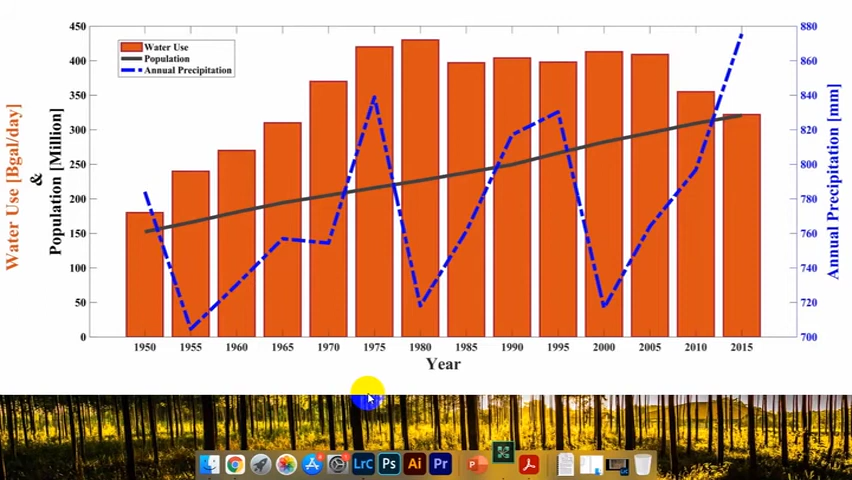 450
400
350
300
250
200
150
100
50
0
Water Use [Bgal/day]
&
Population [Million]
Water Use
Population
Annual Precipitation
880
860
840
820
800
780
760
740
720
700
Annual Precipitation [mm]
1950 1955 1960 1965 1970 1975 1980 1985 1990 1995 2000 2005 2010 2015
Year
LrC Ps Ai Pr P